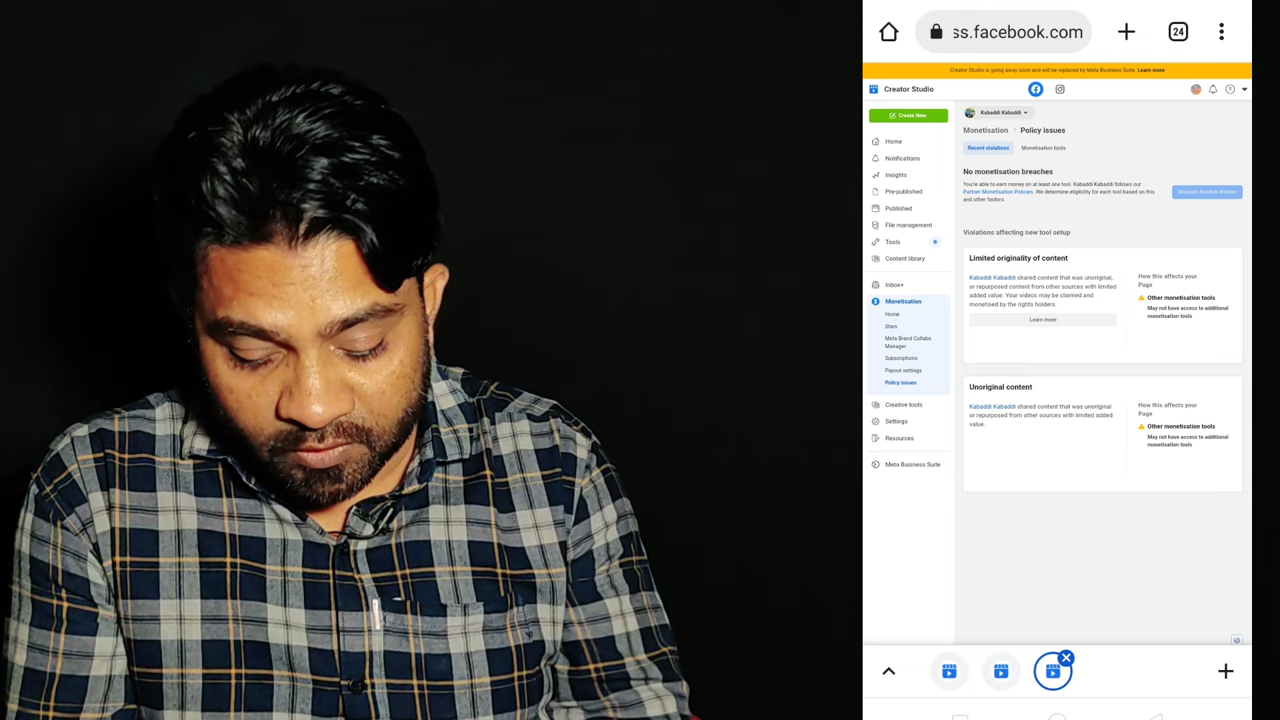 ss.facebook.com
24
Creator Studio is going away soon and will be replaced by Meta Business Suite. Learn more
Creator Studio
Create New
Home
Notifications
Insights
Pre-published
Published
File management
Tools
Content library
Inbox+
Monetisation
Home
Stars
Meta Brand Collabs
Manager
Subscriptions
Payout settings
Policy issues
Creative tools
Settings
Resources
Meta Business Suite
Kabaddi Kabaddi
Monetisation
Policy issues
Recent violations
Monetisation tools
No monetisation breaches
You're able to earn money on at least one tool. Kabaddi Kabaddi follows our
Partner Monetisation Policies. We determine eligibility for each tool based on this
and other factors.
Request Another Review
Violations affecting new tool setup
Limited originality of content
Kabaddi Kabaddi shared content that was unoriginal,
or repurposed content from other sources with limited
added value. Your videos may be claimed and
monetised by the rights holders.
Learn more
How this affects your
Page
Other monetisation tools
May not have access to additional
monetisation tools
Unoriginal content
Kabaddi Kabaddi shared content that was unoriginal
or repurposed from other sources with limited added
value.
How this affects your
Page
Other monetisation tools
May not have access to additional
monetisation tools